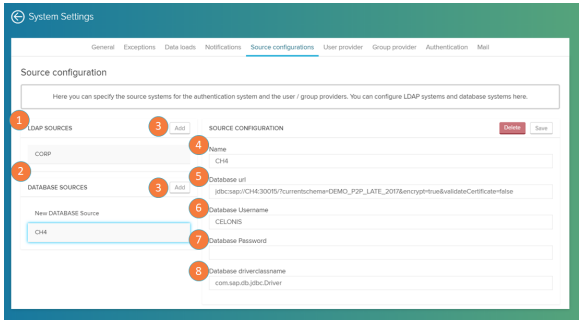 System Settings
General Exceptions Data loads Notifications Source configurations User provider Group provider Authentication Mail
Source configuration
Here you can specify the source systems for the authentication system and the user / group providers. You can configure LDAP systems and database systems here.
1
LDAP SOURCES
3
Add
CORP
2
DATABASE SOURCES
3
Add
New DATABASE Source
CH4
SOURCE CONFIGURATION
Delete
Save
4
Name
CH4
5
Database url
jdbc:sap://CH4:30015/?currentschema=DEMO_P2P_LATE_2017&encrypt=true&validateCertificate=false
6
Database Username
CELONIS
7
Database Password
8
Database driverclassname
com.sap.db.jdbc.Driver